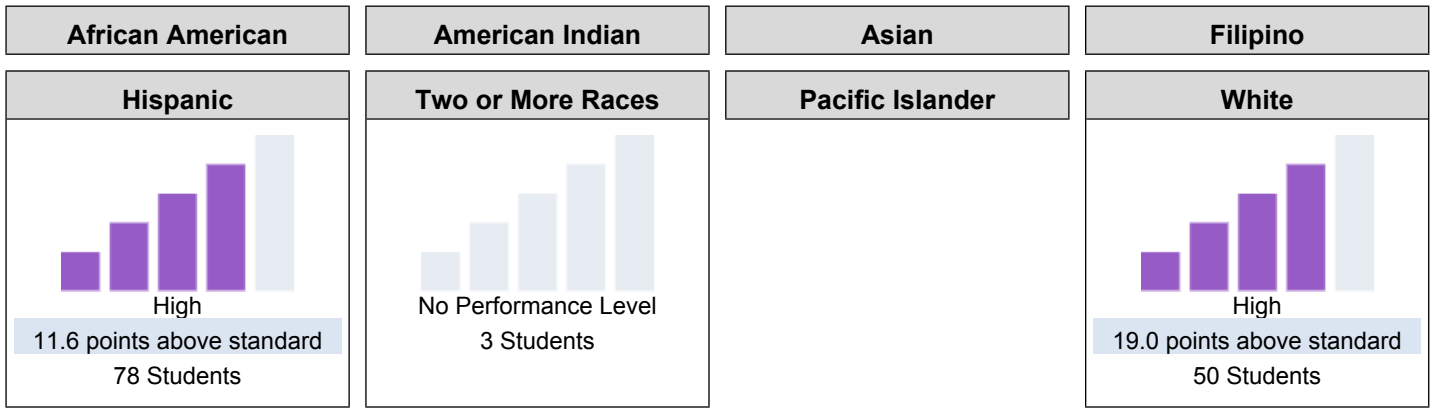 African American
American Indian
Asian
Filipino
Hispanic
Two or More Races
Pacific Islander
White
High
11.6 points above standard
78 Students
No Performance Level
3 Students
High
19.0 points above standard
50 Students